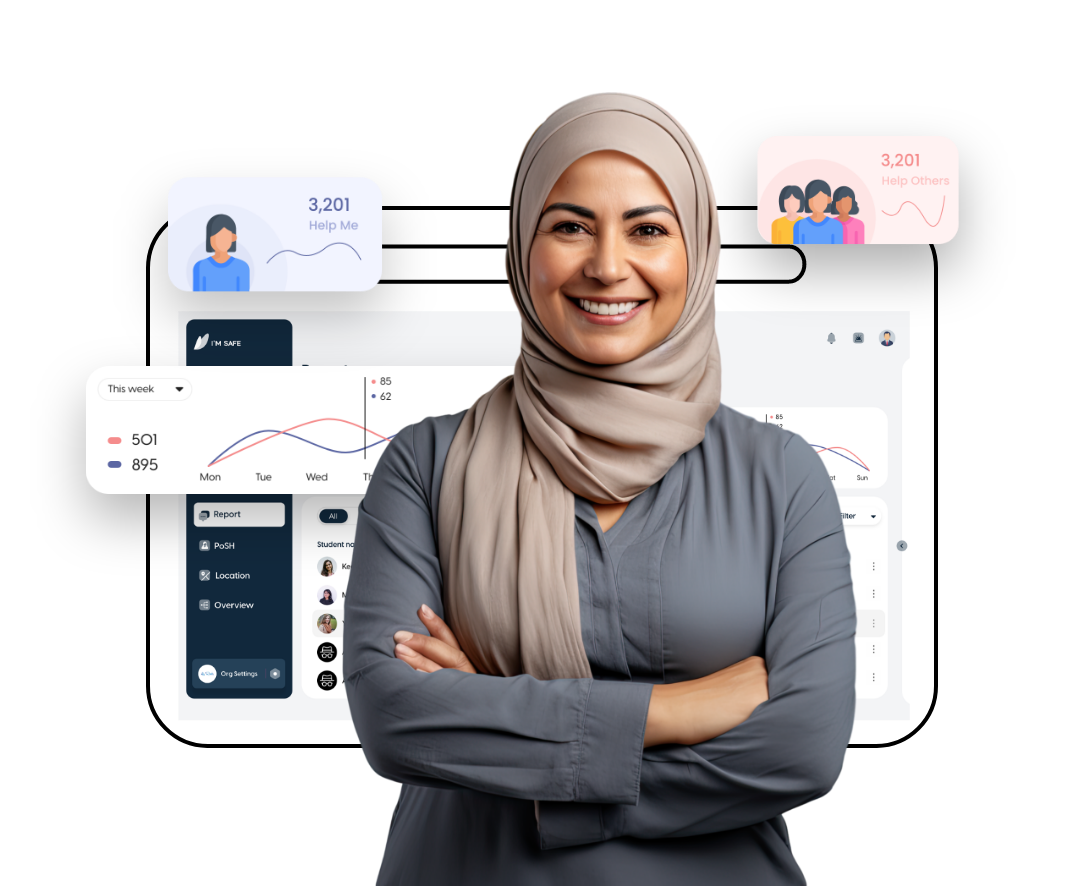 3,201
Help Others
3,201
Help Me
I'M SAFE
This week
85
62
501
895
Mon
Tue
Wed
85
Sun
Report
PoSH
Location
Overview
Org Settings
All
Student